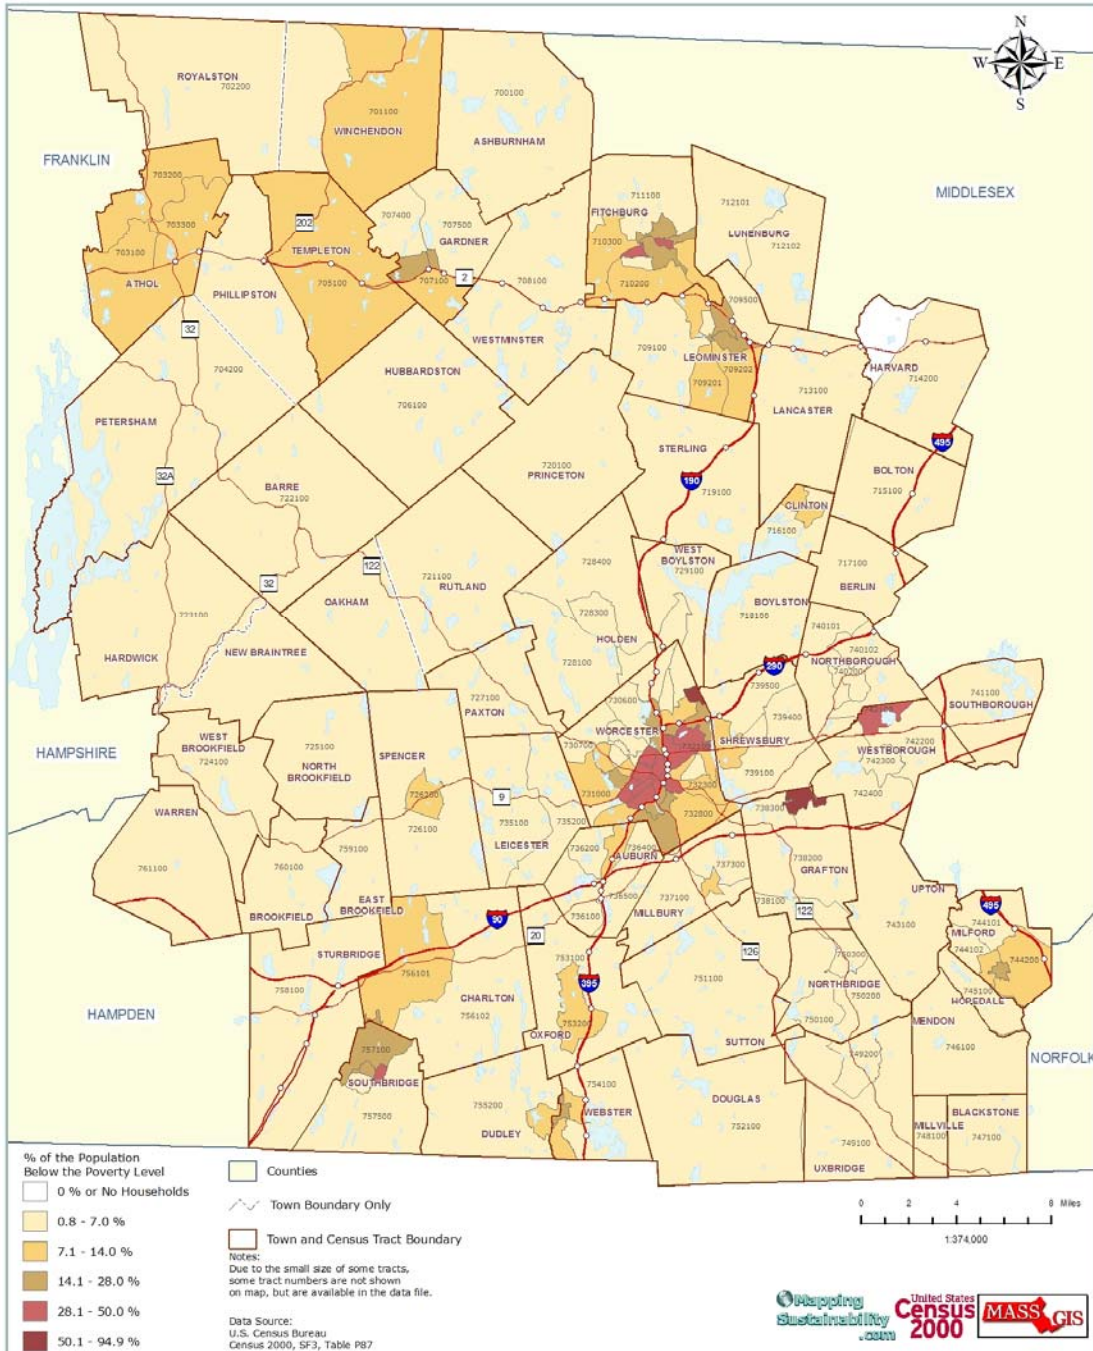 N
W
E
S
ROYALSTON
702200
701100
WINCHENDON
700100
ASHBURNHAM
FRANKLIN
MIDDLESEX
703200
703300
703100
ATHOL
202
TEMPLETON
705100
PHILLIPSTON
707400
707500
GARDNER
707100
2
708100
WESTMINSTER
711100
FITCHBURG
710300
710200
712101
LUNENBURG
712102
709500
709100
LEOMINSTER
709202
709201
HARVARD
714200
713100
LANCASTER
32
704200
HUBBARDSTON
706100
PETERSHAM
32A
BARRE
722100
720100
PRINCETON
STERLING
190
719100
CLINTON
716100
495
BOLTON
715100
717100
BERLIN
WEST
BOYLSTON
729100
BOYLSTON
718100
728400
728300
HOLDEN
728100
122
721100
RUTLAND
OAKHAM
32
NEW BRAINTREE
HARDWICK
740101
740102
NORTHBOROUGH
740200
290
739500
739400
SHREWSBURY
739100
741100
SOUTHBOROUGH
742200
WESTBOROUGH
742300
742400
727100
PAXTON
730600
WORCESTER
730700
731000
732300
732800
HAMPSHIRE
WEST
BROOKFIELD
724100
725100
NORTH
BROOKFIELD
SPENCER
726200
726100
9
735100
735200
LEICESTER
WARREN
761100
760100
BROOKFIELD
759100
EAST
BROOKFIELD
736200
736400
AUBURN
736500
736100
737300
737100
MILLBURY
738300
738200
GRAFTON
738100
122
UPTON
743100
495
744101
MILFORD
744102
744200
745100
HOPEDALE
90
20
STURBRIDGE
758100
756101
CHARLTON
756102
753100
395
OXFORD
753200
126
751100
SUTTON
750300
NORTHBRIDGE
750200
750100
749200
MENDON
746100
HAMPDEN
NORFOLK
757100
SOUTHBRIDGE
757500
755200
DUDLEY
754100
WEBSTER
DOUGLAS
752100
749100
UXBRIDGE
MILLVILLE
748100
BLACKSTONE
747100
% of the Population
Below the Poverty Level
0 % or No Households
0.8 - 7.0 %
7.1 - 14.0 %
14.1 - 28.0 %
28.1 - 50.0 %
50.1 - 94.9 %
Counties
Town Boundary Only
Town and Census Tract Boundary
Notes:
Due to the small size of some tracts,
some tract numbers are not shown
on map, but are available in the data file.
Data Source:
U.S. Census Bureau
Census 2000, SF3, Table P87
0 2 4 8 Miles
1:374,000
Mapping
Sustainability
.com
United States
Census
2000
MASS GIS